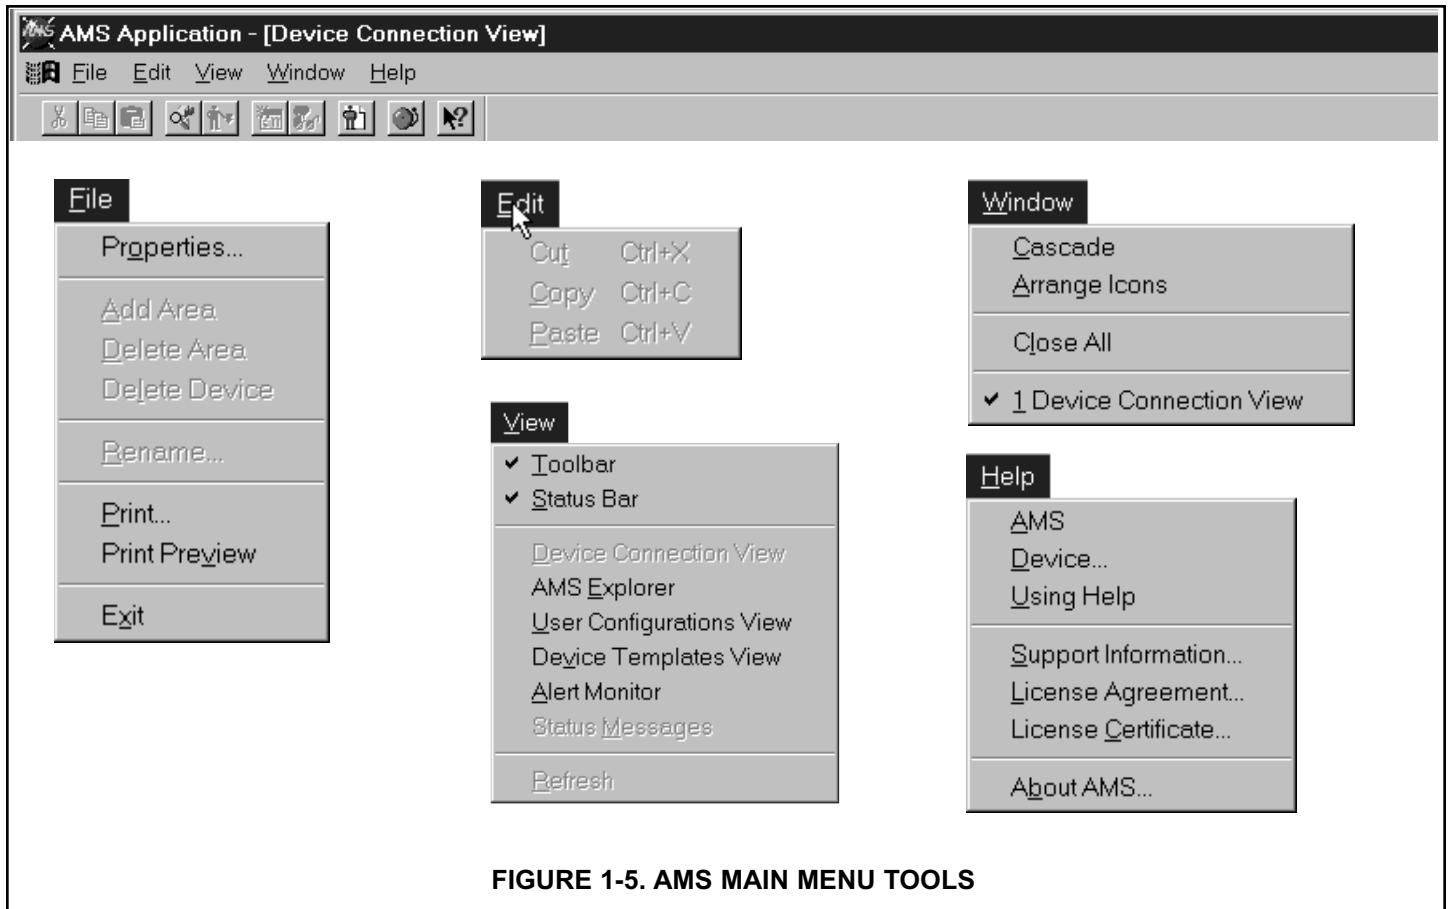 AMS Application - [Device Connection View]
File Edit View Window Help
File
Properties...
Add Area
Delete Area
Delete Device
Rename...
Print...
Print Preview
Exit
Edit
Cut Ctrl+X
Copy Ctrl+C
Paste Ctrl+V
View
Toolbar
Status Bar
Device Connection View
AMS Explorer
User Configurations View
Device Templates View
Alert Monitor
Status Messages
Refresh
Window
Cascade
Arrange Icons
Close All
1 Device Connection View
Help
AMS
Device...
Using Help
Support Information...
License Agreement...
License Certificate...
About AMS...
FIGURE 1-5. AMS MAIN MENU TOOLS